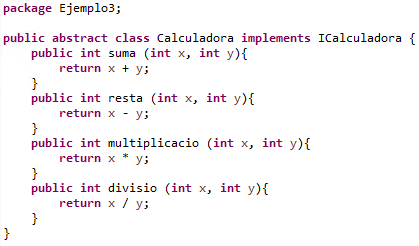 package Ejemplo3;
public abstract class Calculadora implements ICalculadora {
public int suma (int x, int y){
return x + y;
}
public int resta (int x, int y){
return x - y;
}
public int multiplicacio (int x, int y){
return x * y;
}
public int divisio (int x, int y){
return x / y;
}
}